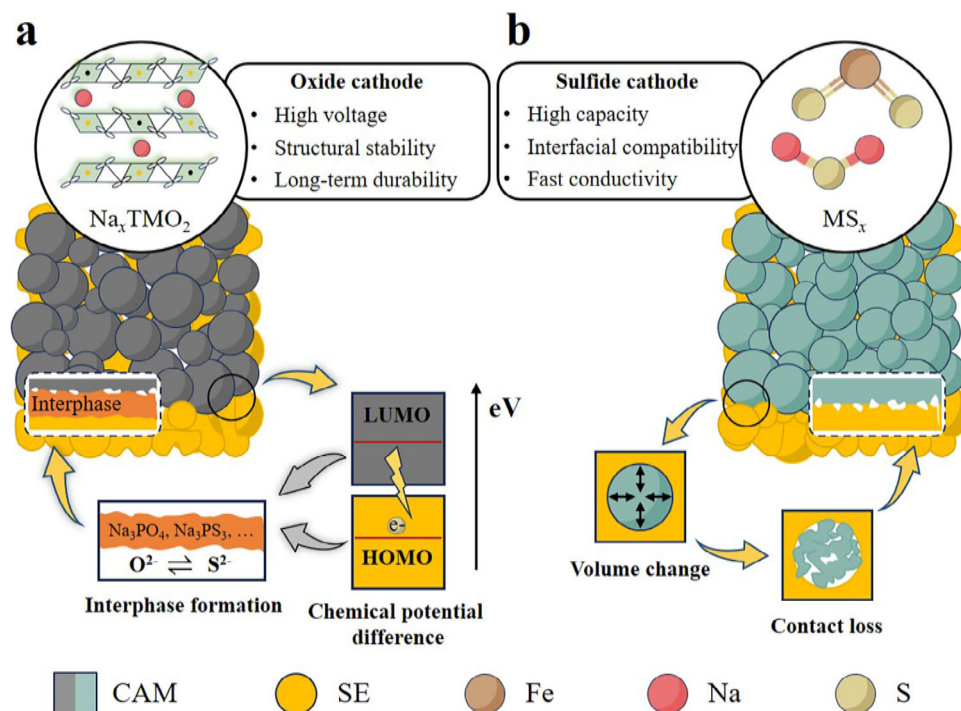 a
b
Oxide cathode
• High voltage
• Structural stability
• Long-term durability
Sulfide cathode
• High capacity
• Interfacial compatibility
• Fast conductivity
NaₓTMO₂
MSₓ
Interphase
LUMO
eV
e-
HOMO
Na₃PO₄, Na₃PS₃, …
O²⁻ ⇌ S²⁻
Interphase formation
Chemical potential
difference
Volume change
Contact loss
CAM
SE
Fe
Na
S